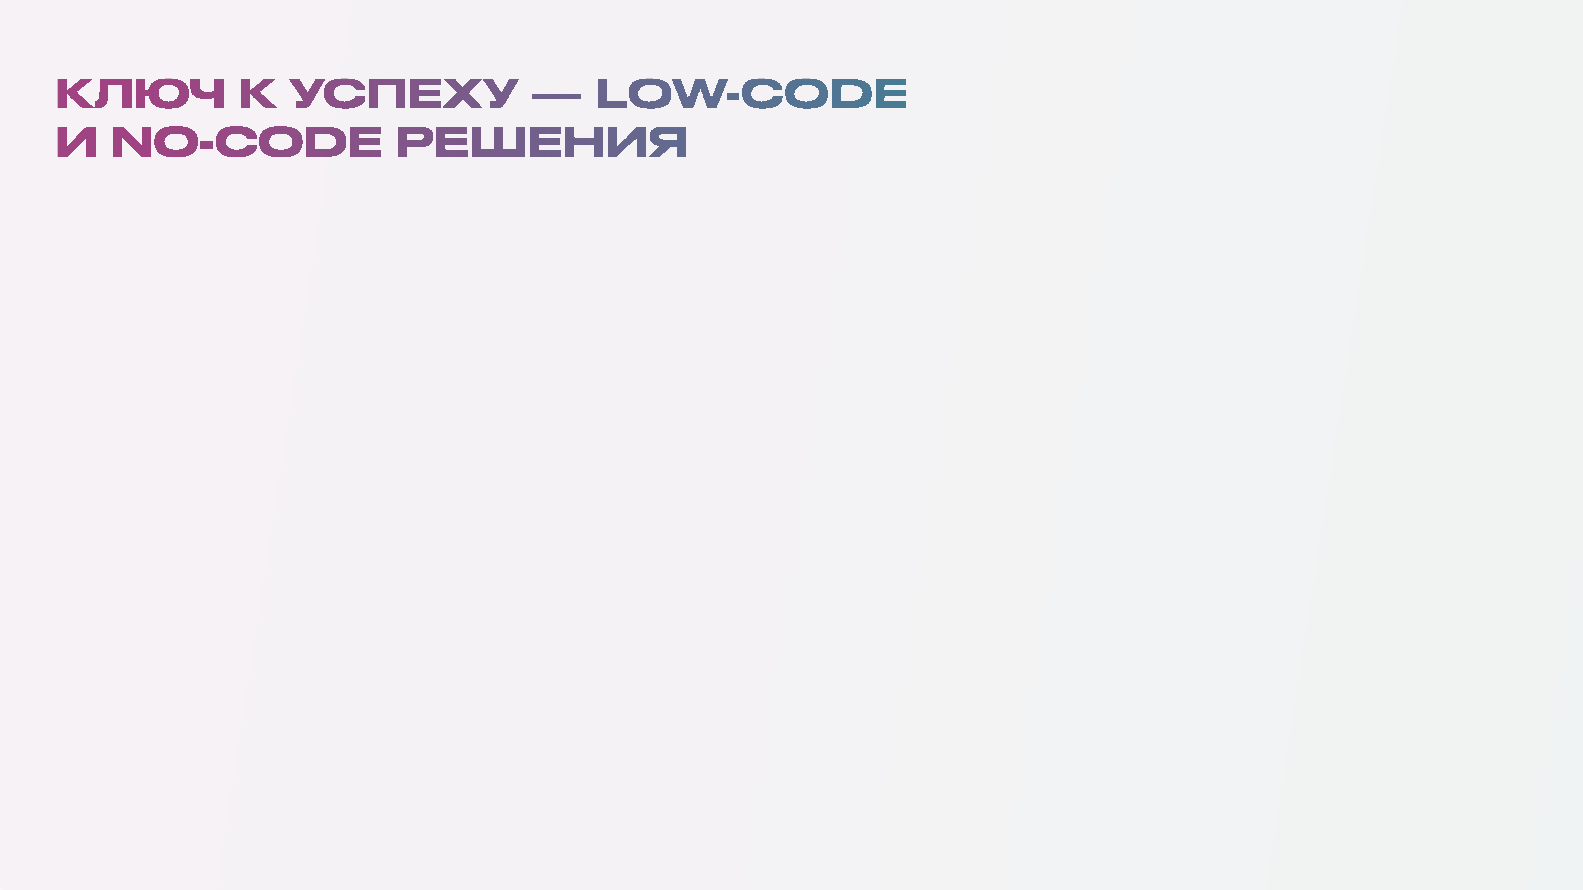 КЛЮЧ К УСПЕХУ — LOW-CODE
И NO-CODE РЕШЕНИЯ